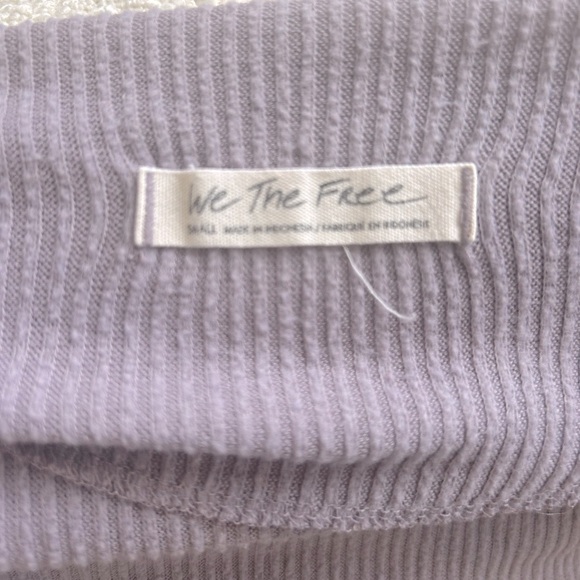 We The Free
SMALL MADE IN INDONESIA / FABRIQUÉ EN INDONÉSIE